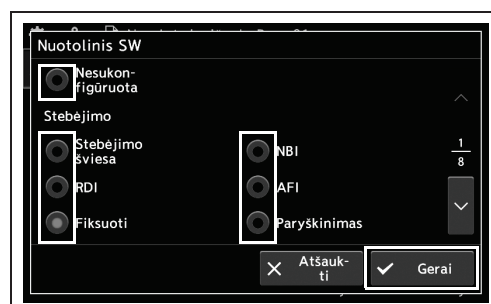 Nuotolinis SW
Nesukon-
figūruota
Stebėjimo
Stebėjimo
šviesa
NBI
1
8
RDI
AFI
Fiksuoti
Paryškinimas
Atšauk-
ti
Gerai